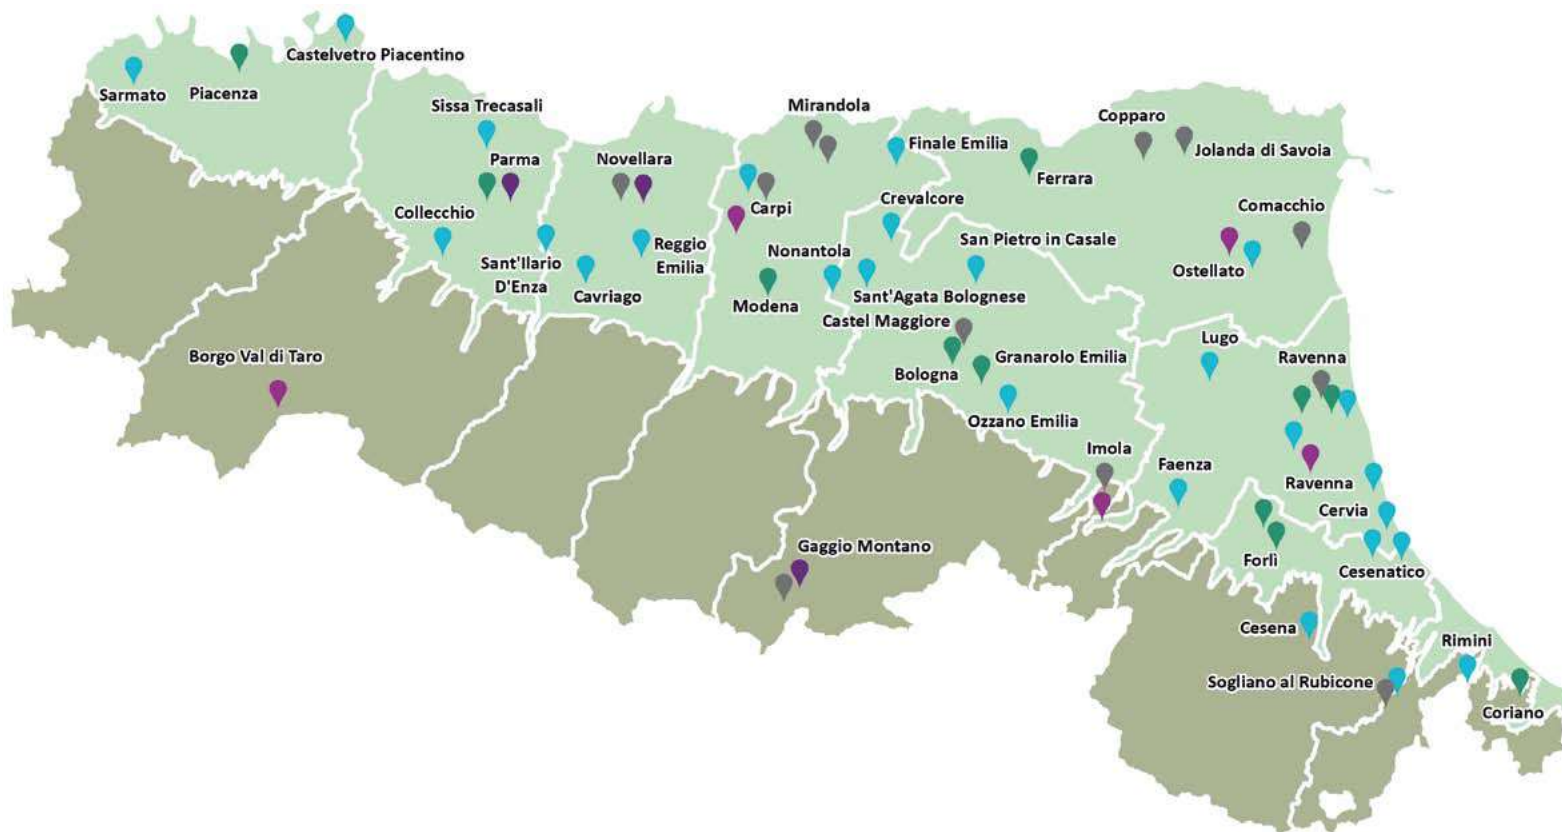 Castelvetro Piacentino
Sarmato
Piacenza
Sissa Trecasali
Mirandola
Copparo
Parma
Novellara
Finale Emilia
Jolanda di Savoia
Ferrara
Collecchio
Carpi
Crevalcore
Comacchio
Sant'Ilario
D'Enza
Reggio
Emilia
Nonantola
San Pietro in Casale
Ostellato
Cavriago
Modena
Sant'Agata Bolognese
Castel Maggiore
Borgo Val di Taro
Bologna
Granarolo Emilia
Lugo
Ravenna
Ozzano Emilia
Imola
Faenza
Ravenna
Cervia
Gaggio Montano
Forlì
Cesenatico
Cesena
Rimini
Sogliano al Rubicone
Coriano